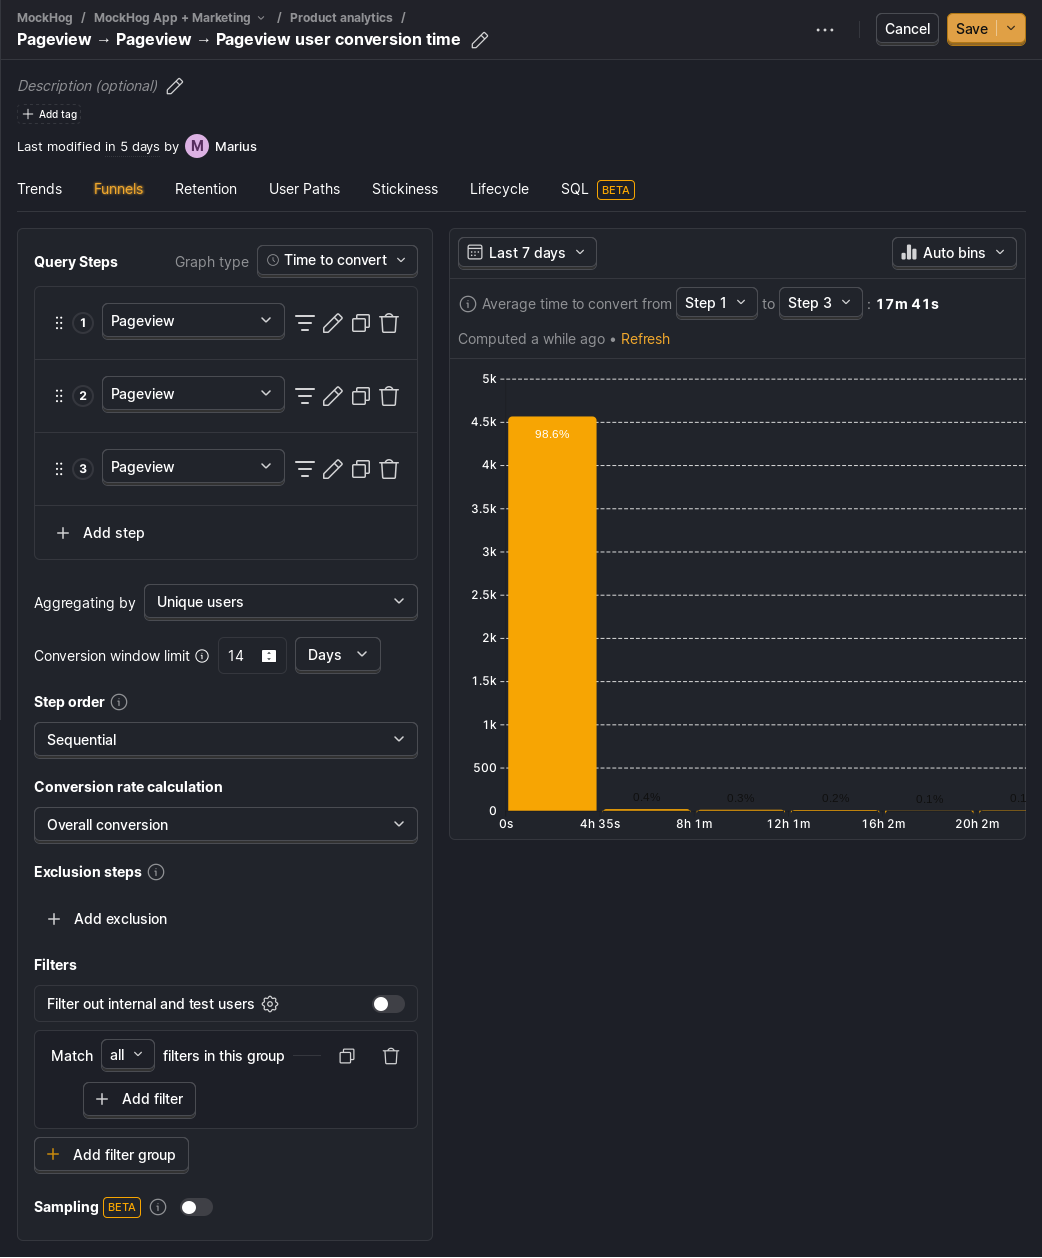 MockHog / MockHog App + Marketing / Product analytics /
Pageview → Pageview → Pageview user conversion time
Cancel
Save
Description (optional)
Add tag
Last modified in 5 days by M Marius
Trends Funnels Retention User Paths Stickiness Lifecycle SQL BETA
Query Steps
Graph type Time to convert
1 Pageview
2 Pageview
3 Pageview
Add step
Aggregating by Unique users
Conversion window limit 14 Days
Step order
Sequential
Conversion rate calculation
Overall conversion
Exclusion steps
Add exclusion
Filters
Filter out internal and test users
Match all filters in this group
Add filter
Add filter group
Sampling BETA
Last 7 days
Auto bins
Average time to convert from Step 1 to Step 3 : 17m 41s
Computed a while ago • Refresh
5k
4.5k
4k
3.5k
3k
2.5k
2k
1.5k
1k
500
0
98.6% 0.4% 0.3% 0.2% 0.1% 0.1
0s 4h 35s 8h 1m 12h 1m 16h 2m 20h 2m